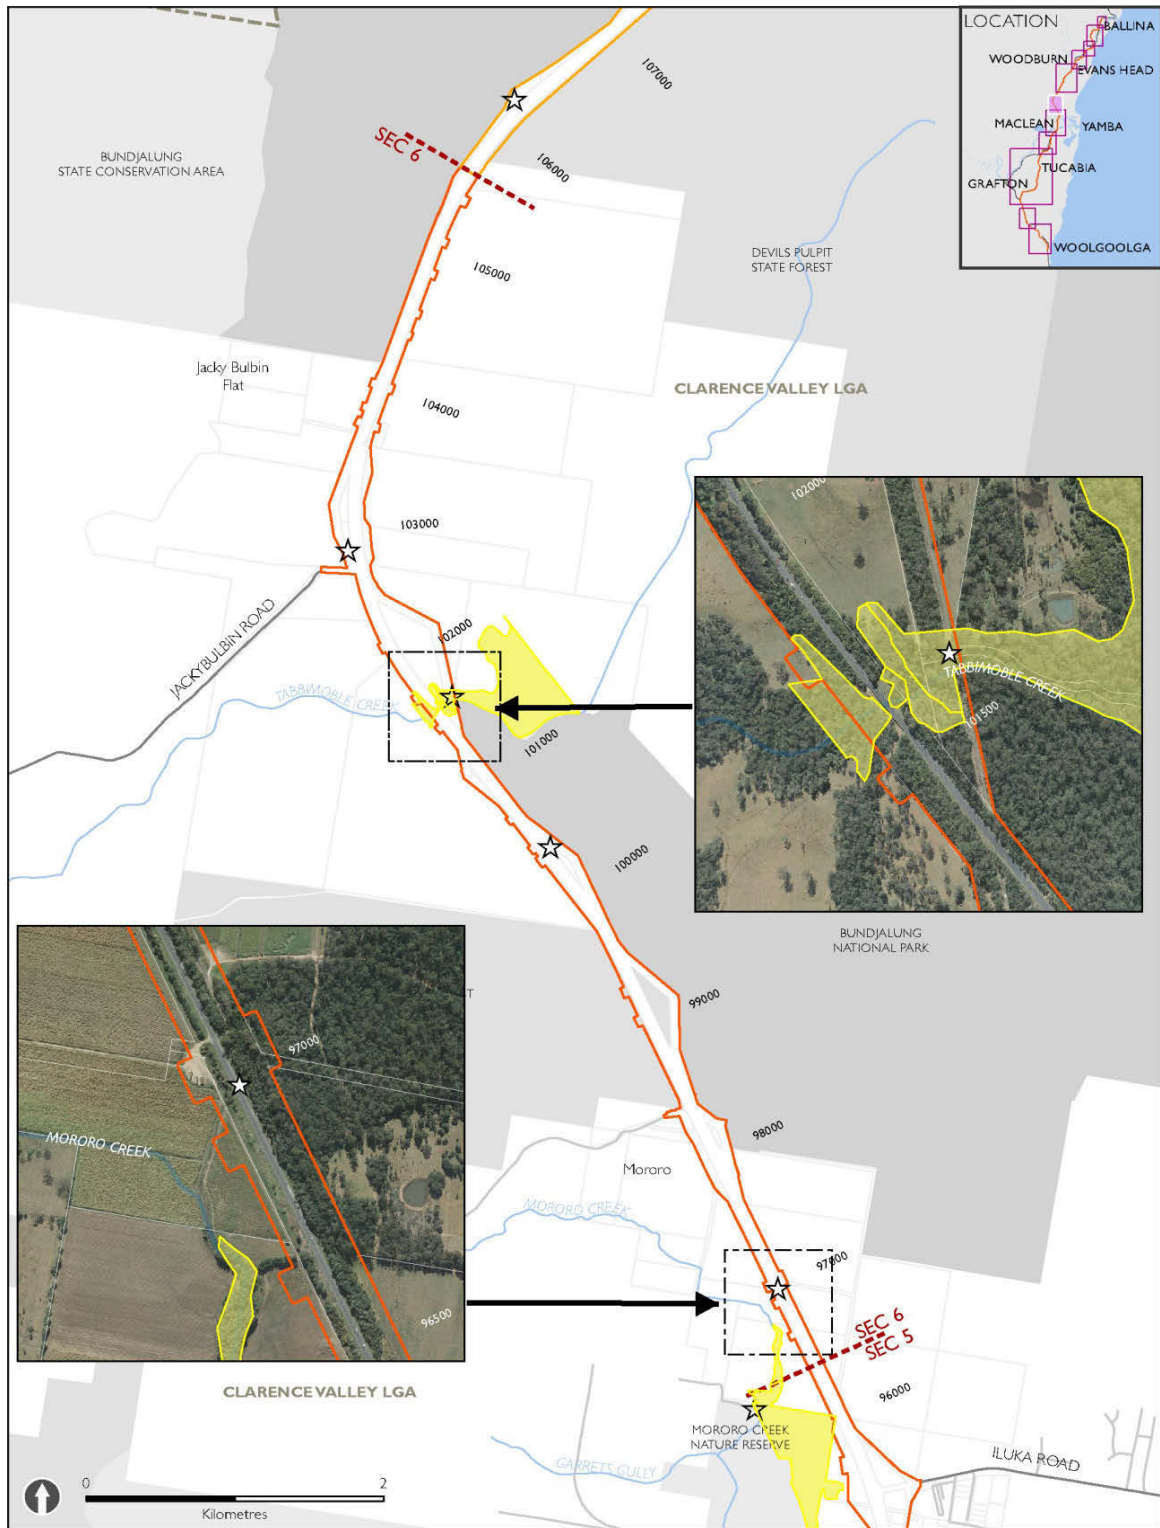 LOCATION
BALLINA
WOODBURN
EVANS HEAD
MACLEAN
YAMBA
TUCABIA
GRAFTON
WOOLGOOLGA
107000
SEC 6
106000
BUNDJALUNG
STATE CONSERVATION AREA
105000
DEVILS PULPIT
STATE FOREST
Jacky Bulbin
Flat
CLARENCE VALLEY LGA
104000
103000
JACKYBULBIN ROAD
102000
TABBIMOBLE CREEK
101000
102000
TABBIMOBLE CREEK
101500
100000
BUNDJALUNG
NATIONAL PARK
99000
97000
MORORO CREEK
96500
98000
Mororo
MORORO CREEK
97000
SEC 6
SEC 5
96000
CLARENCE VALLEY LGA
MORORO CREEK
NATURE RESERVE
GARRETS GULLY
ILUKA ROAD
0
2
Kilometres